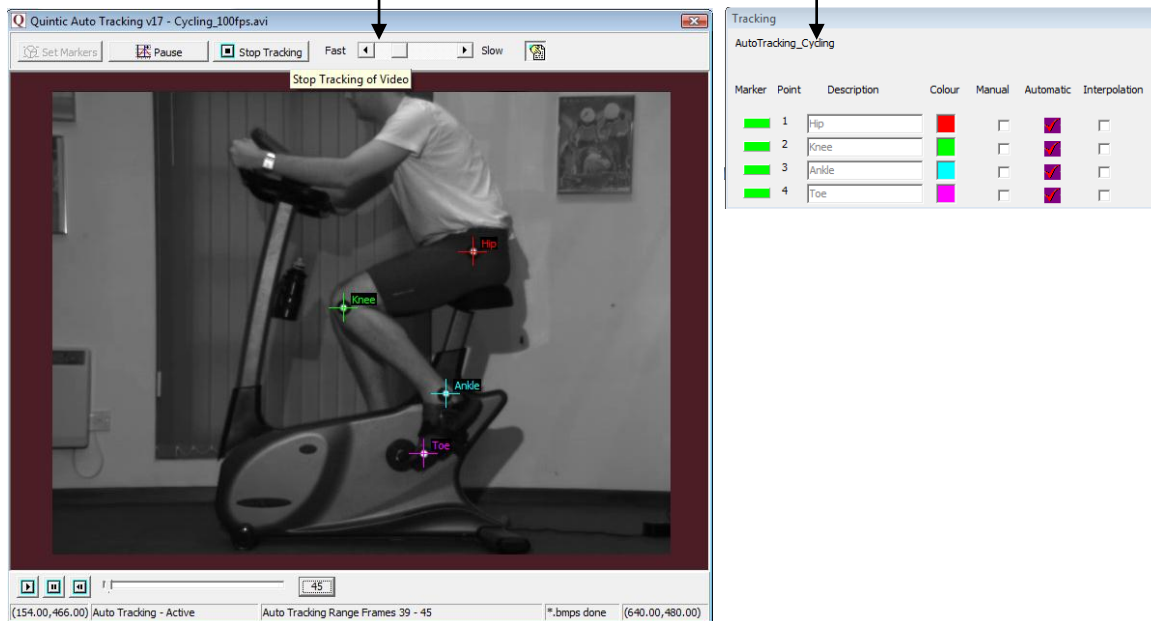 Quintic Auto Tracking v17 - Cycling_100fps.avi
Set Markers Pause Stop Tracking Fast Slow
Stop Tracking of Video
Hip
Knee
Ankle
Toe
45
(154.00,466.00) Auto Tracking - Active Auto Tracking Range Frames 39 - 45 *.bmps done (640.00,480.00)
Tracking
AutoTracking_Cycling
Marker Point Description Colour Manual Automatic Interpolation
1 Hip
2 Knee
3 Ankle
4 Toe